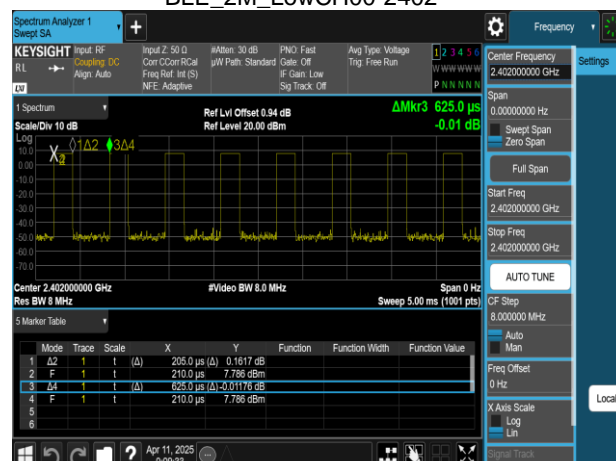 BLE_2M_LowCH00-2402
Spectrum Analyzer 1
Swept SA
+
Frequency
KEYSIGHT
Input: RF
Input Z: 50 Ω
#Atten: 30 dB
PNO: Fast
Avg Type: Voltage
1 2 3 4 5 6
RL
Coupling: DC
Corr CCorr RCal
µW Path: Standard
Gate: Off
Trig: Free Run
W W W W W W
Align: Auto
Freq Ref: Int (S)
IF Gain: Low
P N N N N N
LXI
NFE: Adaptive
Sig Track: Off
1 Spectrum
Ref Lvl Offset 0.94 dB
ΔMkr3 625.0 µs
Scale/Div 10 dB
Ref Level 20.00 dBm
-0.01 dB
Log
1Δ2
3Δ4
10.0
0.00
-10.0
-20.0
-30.0
-40.0
-50.0
-60.0
-70.0
Center 2.402000000 GHz
#Video BW 8.0 MHz
Span 0 Hz
Res BW 8 MHz
Sweep 5.00 ms (1001 pts)
5 Marker Table
Mode Trace Scale X Y Function Function Width Function Value
1 Δ2 1 t (Δ) 205.0 µs (Δ) 0.1617 dB
2 F 1 t 210.0 µs 7.786 dBm
3 Δ4 1 t (Δ) 625.0 µs (Δ) -0.01176 dB
4 F 1 t 210.0 µs 7.786 dBm
5
6
?
Apr 11, 2025
Center Frequency
2.402000000 GHz
Settings
Span
0.00000000 Hz
Swept Span
Zero Span
Full Span
Start Freq
2.402000000 GHz
Stop Freq
2.402000000 GHz
AUTO TUNE
CF Step
8.000000 MHz
Auto
Man
Freq Offset
0 Hz
Local
X Axis Scale
Log
Lin
Signal Track